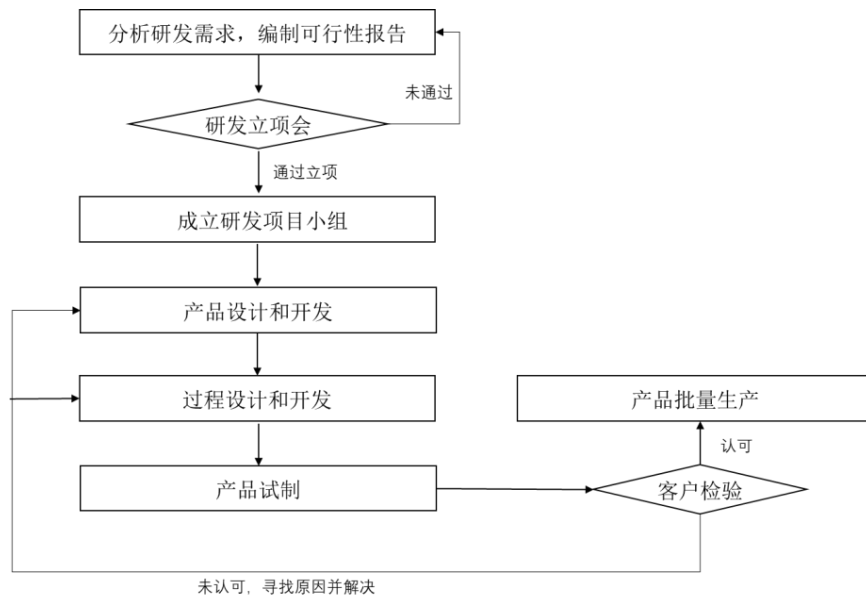 分析研发需求，编制可行性报告
未通过
研发立项会
通过立项
成立研发项目小组
产品设计和开发
过程设计和开发
产品批量生产
认可
产品试制
客户检验
未认可，寻找原因并解决